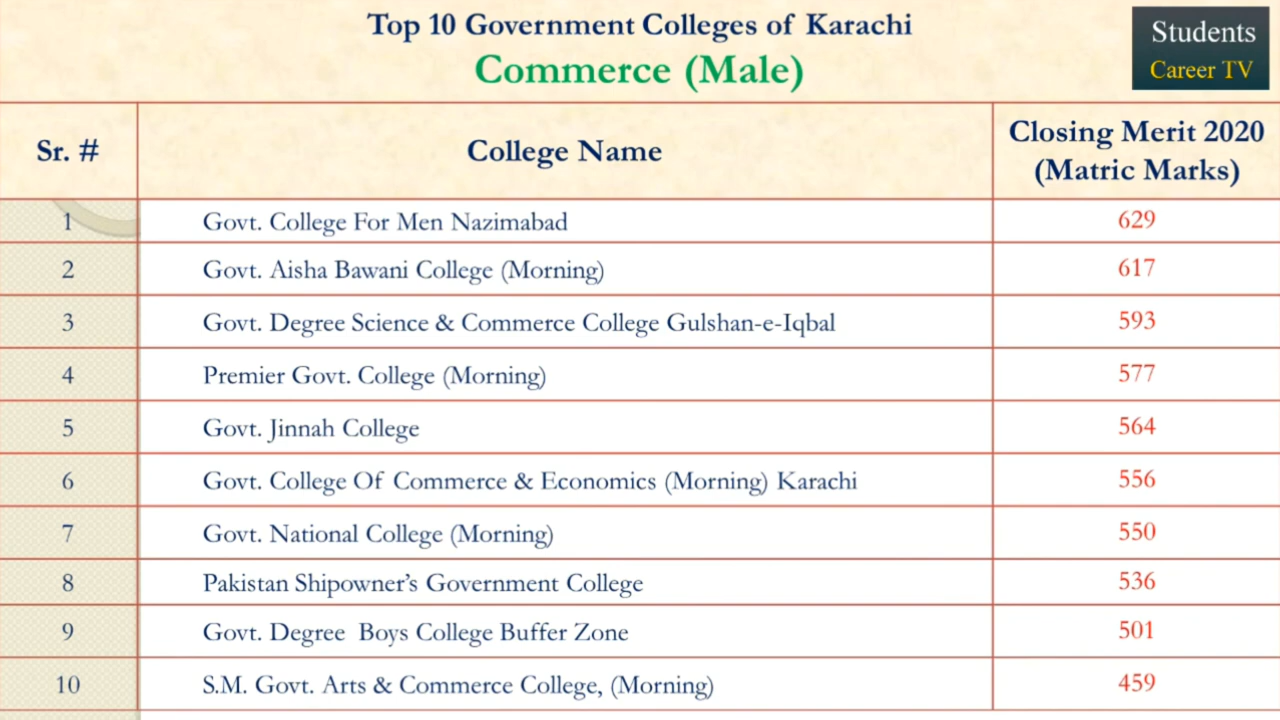 Top 10 Government Colleges of Karachi
Commerce (Male)
Students
Career TV
Sr. # College Name Closing Merit 2020
(Matric Marks)
1 Govt. College For Men Nazimabad 629
2 Govt. Aisha Bawani College (Morning) 617
3 Govt. Degree Science & Commerce College Gulshan-e-Iqbal 593
4 Premier Govt. College (Morning) 577
5 Govt. Jinnah College 564
6 Govt. College Of Commerce & Economics (Morning) Karachi 556
7 Govt. National College (Morning) 550
8 Pakistan Shipowner's Government College 536
9 Govt. Degree Boys College Buffer Zone 501
10 S.M. Govt. Arts & Commerce College, (Morning) 459